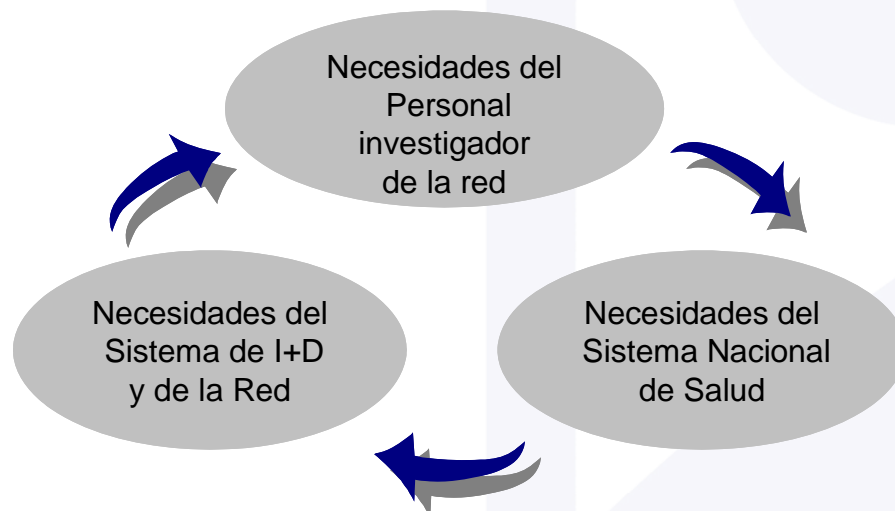 Necesidades del
Personal
investigador
de la red
Necesidades del
Sistema de I+D
y de la Red
Necesidades del
Sistema Nacional
de Salud